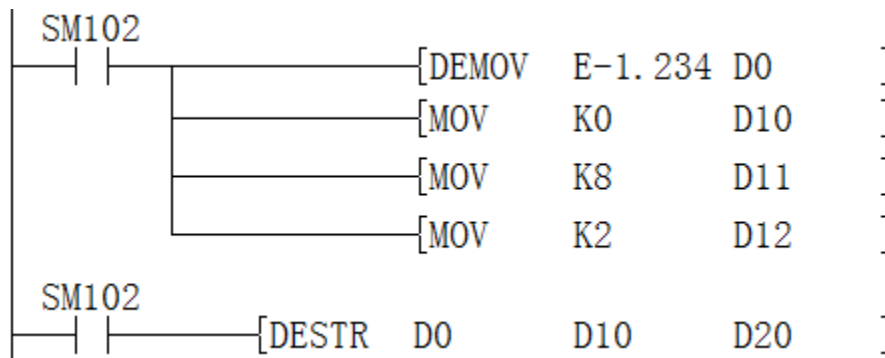 SM102
[DEMOV E-1.234 D0 ]
[MOV K0 D10 ]
[MOV K8 D11 ]
[MOV K2 D12 ]
SM102
[DESTR D0 D10 D20 ]